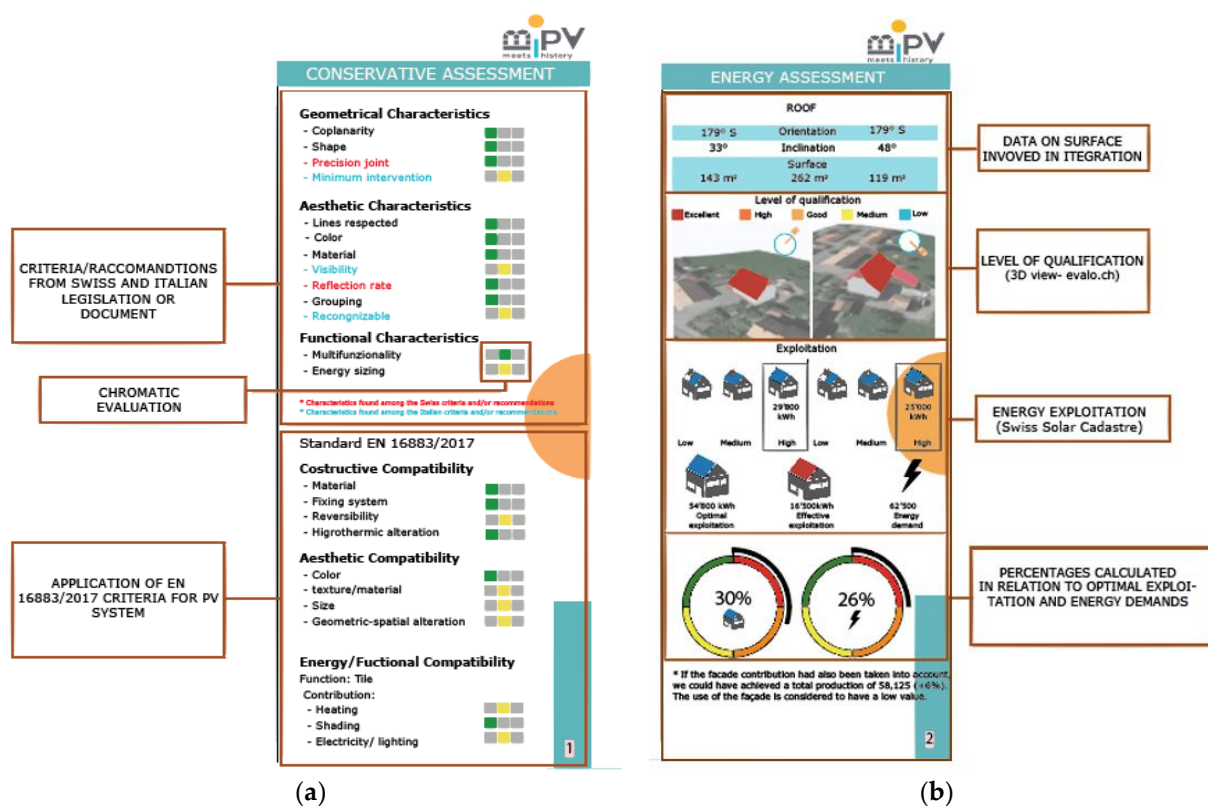 miPV
meets history
CONSERVATIVE ASSESSMENT
Geometrical Characteristics
- Coplanarity
- Shape
- Precision joint
- Minimum intervention
Aesthetic Characteristics
- Lines respected
- Color
- Material
- Visibility
- Reflection rate
- Grouping
- Recongnizable
Functional Characteristics
- Multifunzionality
- Energy sizing
* Characteristics found among the Swiss criteria and/or recommendations
* Characteristics found among the Italian criteria and/or recommendations
Standard EN 16883/2017
Costructive Compatibility
- Material
- Fixing system
- Reversibility
- Higrothermic alteration
Aesthetic Compatibility
- Color
- texture/material
- Size
- Geometric-spatial alteration
Energy/Fuctional Compatibility
Function: Tile
Contribution:
- Heating
- Shading
- Electricity/ lighting
1
CRITERIA/RACCOMANDTIONS
FROM SWISS AND ITALIAN
LEGISLATION OR
DOCUMENT
CHROMATIC
EVALUATION
APPLICATION OF EN
16883/2017 CRITERIA FOR PV
SYSTEM
(a)
miPV
meets history
ENERGY ASSESSMENT
ROOF
179° S Orientation 179° S
33° Inclination 48°
Surface
143 m² 262 m² 119 m²
Level of qualification
Excellent High Good Medium Low
Exploitation
29'800 kWh
25'000 kWh
Low Medium High Low Medium High
54'800 kWh
Optimal
exploitation
16'500kWh
Effective
exploitation
62'500
Energy
demand
30%
26%
* If the facade contribution had also been taken into account,
we could have achieved a total production of 58,125 (+6%).
The use of the façade is considered to have a low value.
2
DATA ON SURFACE
INVOVED IN ITEGRATION
LEVEL OF QUALIFICATION
(3D view- evalo.ch)
ENERGY EXPLOITATION
(Swiss Solar Cadastre)
PERCENTAGES CALCULATED
IN RELATION TO OPTIMAL EXPLOI-
TATION AND ENERGY DEMANDS
(b)